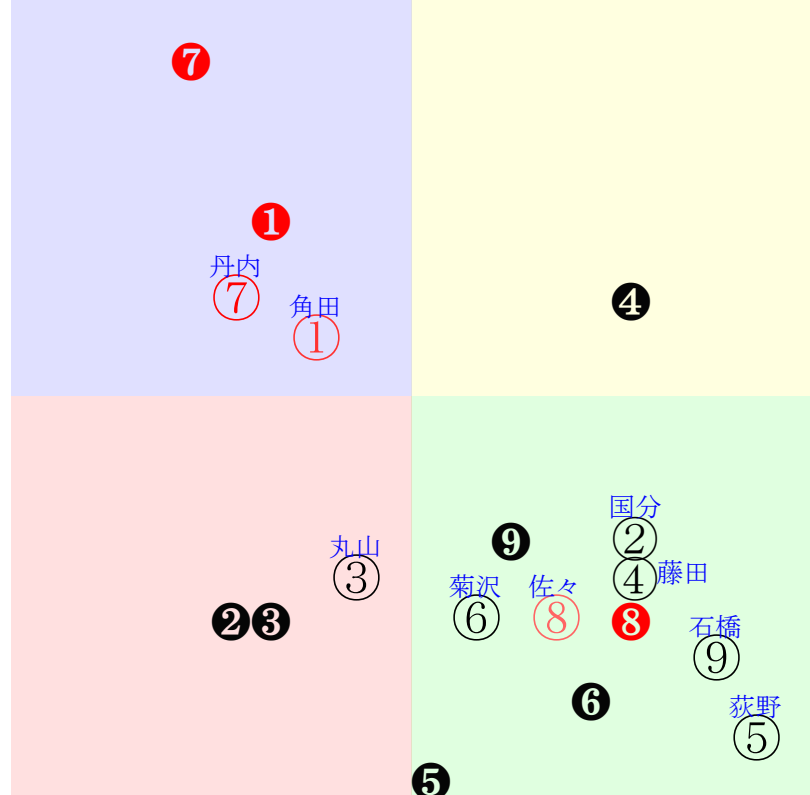 ❼
❶
丹内
⑦
角田
①
❹
国分
②
丸山
③
❾
藤田
④
菊沢
⑥
佐々
⑧
❷❸
❽
石橋
⑨
❻
荻野
⑤
❺